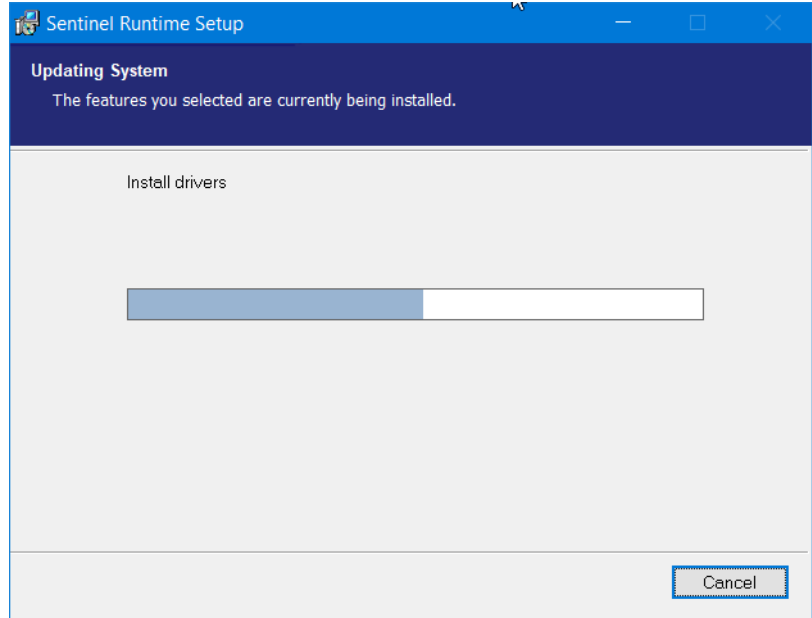 Sentinel Runtime Setup
Updating System
The features you selected are currently being installed.
Install drivers
Cancel